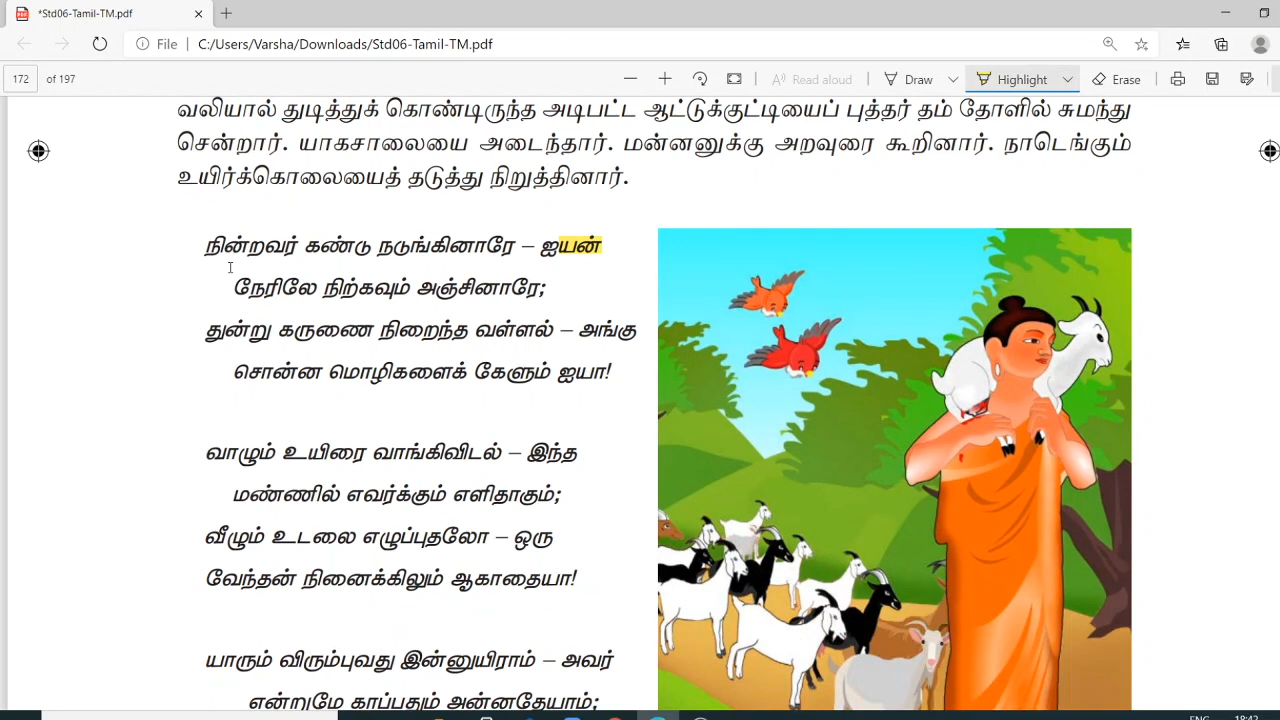 *Std06-Tamil-TM.pdf
File C:/Users/Varsha/Downloads/Std06-Tamil-TM.pdf
172 of 197 Read aloud Draw Highlight Erase
வலியால் துடித்துக் கொண்டிருந்த அடிபட்ட ஆட்டுக்குட்டியைப் புத்தர் தம் தோளில் சுமந்து
சென்றார். யாகசாலையை அடைந்தார். மன்னனுக்கு அறவுரை கூறினார். நாடெங்கும்
உயிர்க்கொலையைத் தடுத்து நிறுத்தினார்.
நின்றவர் கண்டு நடுங்கினாரே – ஐயன்
நேரிலே நிற்கவும் அஞ்சினாரே;
துன்று கருணை நிறைந்த வள்ளல் – அங்கு
சொன்ன மொழிகளைக் கேளும் ஐயா!
வாழும் உயிரை வாங்கிவிடல் – இந்த
மண்ணில் எவர்க்கும் எளிதாகும்;
வீழும் உடலை எழுப்புதலோ – ஒரு
வேந்தன் நினைக்கிலும் ஆகாதையா!
யாரும் விரும்புவது இன்னுயிராம் – அவர்
என்றுமே காப்பதும் அன்னதேயாம்;
ENG 18:42